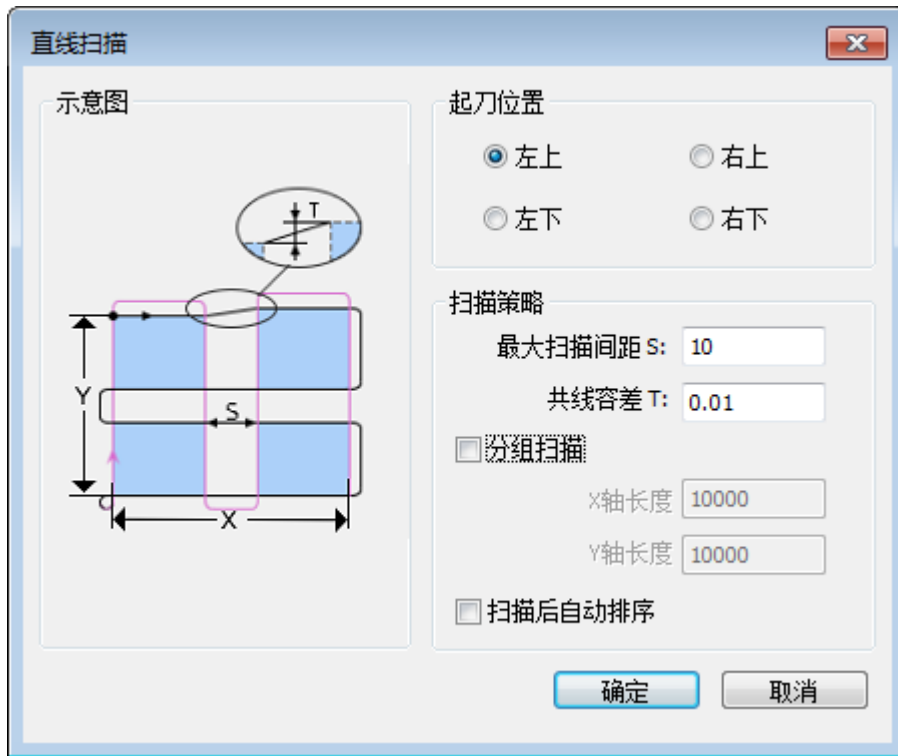 直线扫描
示意图
T
Y
S
X
起刀位置
左上
右上
左下
右下
扫描策略
最大扫描间距 S: 10
共线容差 T: 0.01
分组扫描
X轴长度 10000
Y轴长度 10000
扫描后自动排序
确定
取消